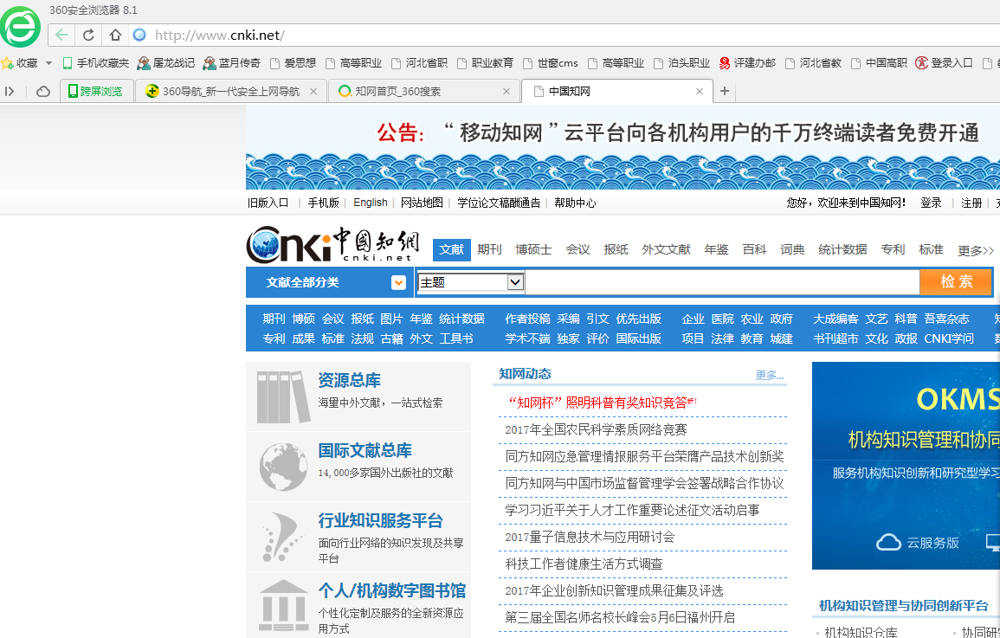 360安全浏览器 8.1
http://www.cnki.net/
收藏 手机收藏夹 屠龙战记 蓝月传奇 爱思想 高等职业 河北省职 职业教育 世窗cms 高等职业 泊头职业 评建办邮 河北省教 中国高职 登录入口
跨屏浏览 360导航_新一代安全上网导航 知网首页_360搜索 中国知网
公告: “移动知网”云平台向各机构用户的千万终端读者免费开通
旧版入口 | 手机版 | English | 网站地图 | 学位论文稿酬通告 | 帮助中心 您好，欢迎来到中国知网！ 登录 | 注册 |
Cnki中国知網
cnki.net
文献 期刊 博硕士 会议 报纸 外文文献 年鉴 百科 词典 统计数据 专利 标准 更多>>
文献全部分类 主题 检索
期刊 博硕 会议 报纸 图片 年鉴 统计数据 作者投稿 采编 引文 优先出版 企业 医院 农业 政府 大成编客 文艺 科普 吾喜杂志
专利 成果 标准 法规 古籍 外文 工具书 学术不端 独家 评价 国际出版 项目 法律 教育 城建 书刊超市 文化 政报 CNKI学问
资源总库
海量中外文献，一站式检索
国际文献总库
14,000多家国外出版社的文献
行业知识服务平台
面向行业网络的知识发现及共享
平台
个人/机构数字图书馆
个性化定制及服务的全新资源应
用方式
知网动态 更多...
“知网杯”照明科普有奖知识竞答
2017年全国农民科学素质网络竞赛
同方知网应急管理情报服务平台荣膺产品技术创新奖
同方知网与中国市场监督管理学会签署战略合作协议
学习习近平关于人才工作重要论述征文活动启事
2017量子信息技术与应用研讨会
科技工作者健康生活方式调查
2017年企业创新知识管理成果征集及评选
第三届全国名师名校长峰会5月6日福州开启
OKMS
机构知识管理和协同
服务机构知识创新和研究型学习
云服务版
机构知识管理与协同创新平台
机构知识仓库 协同研